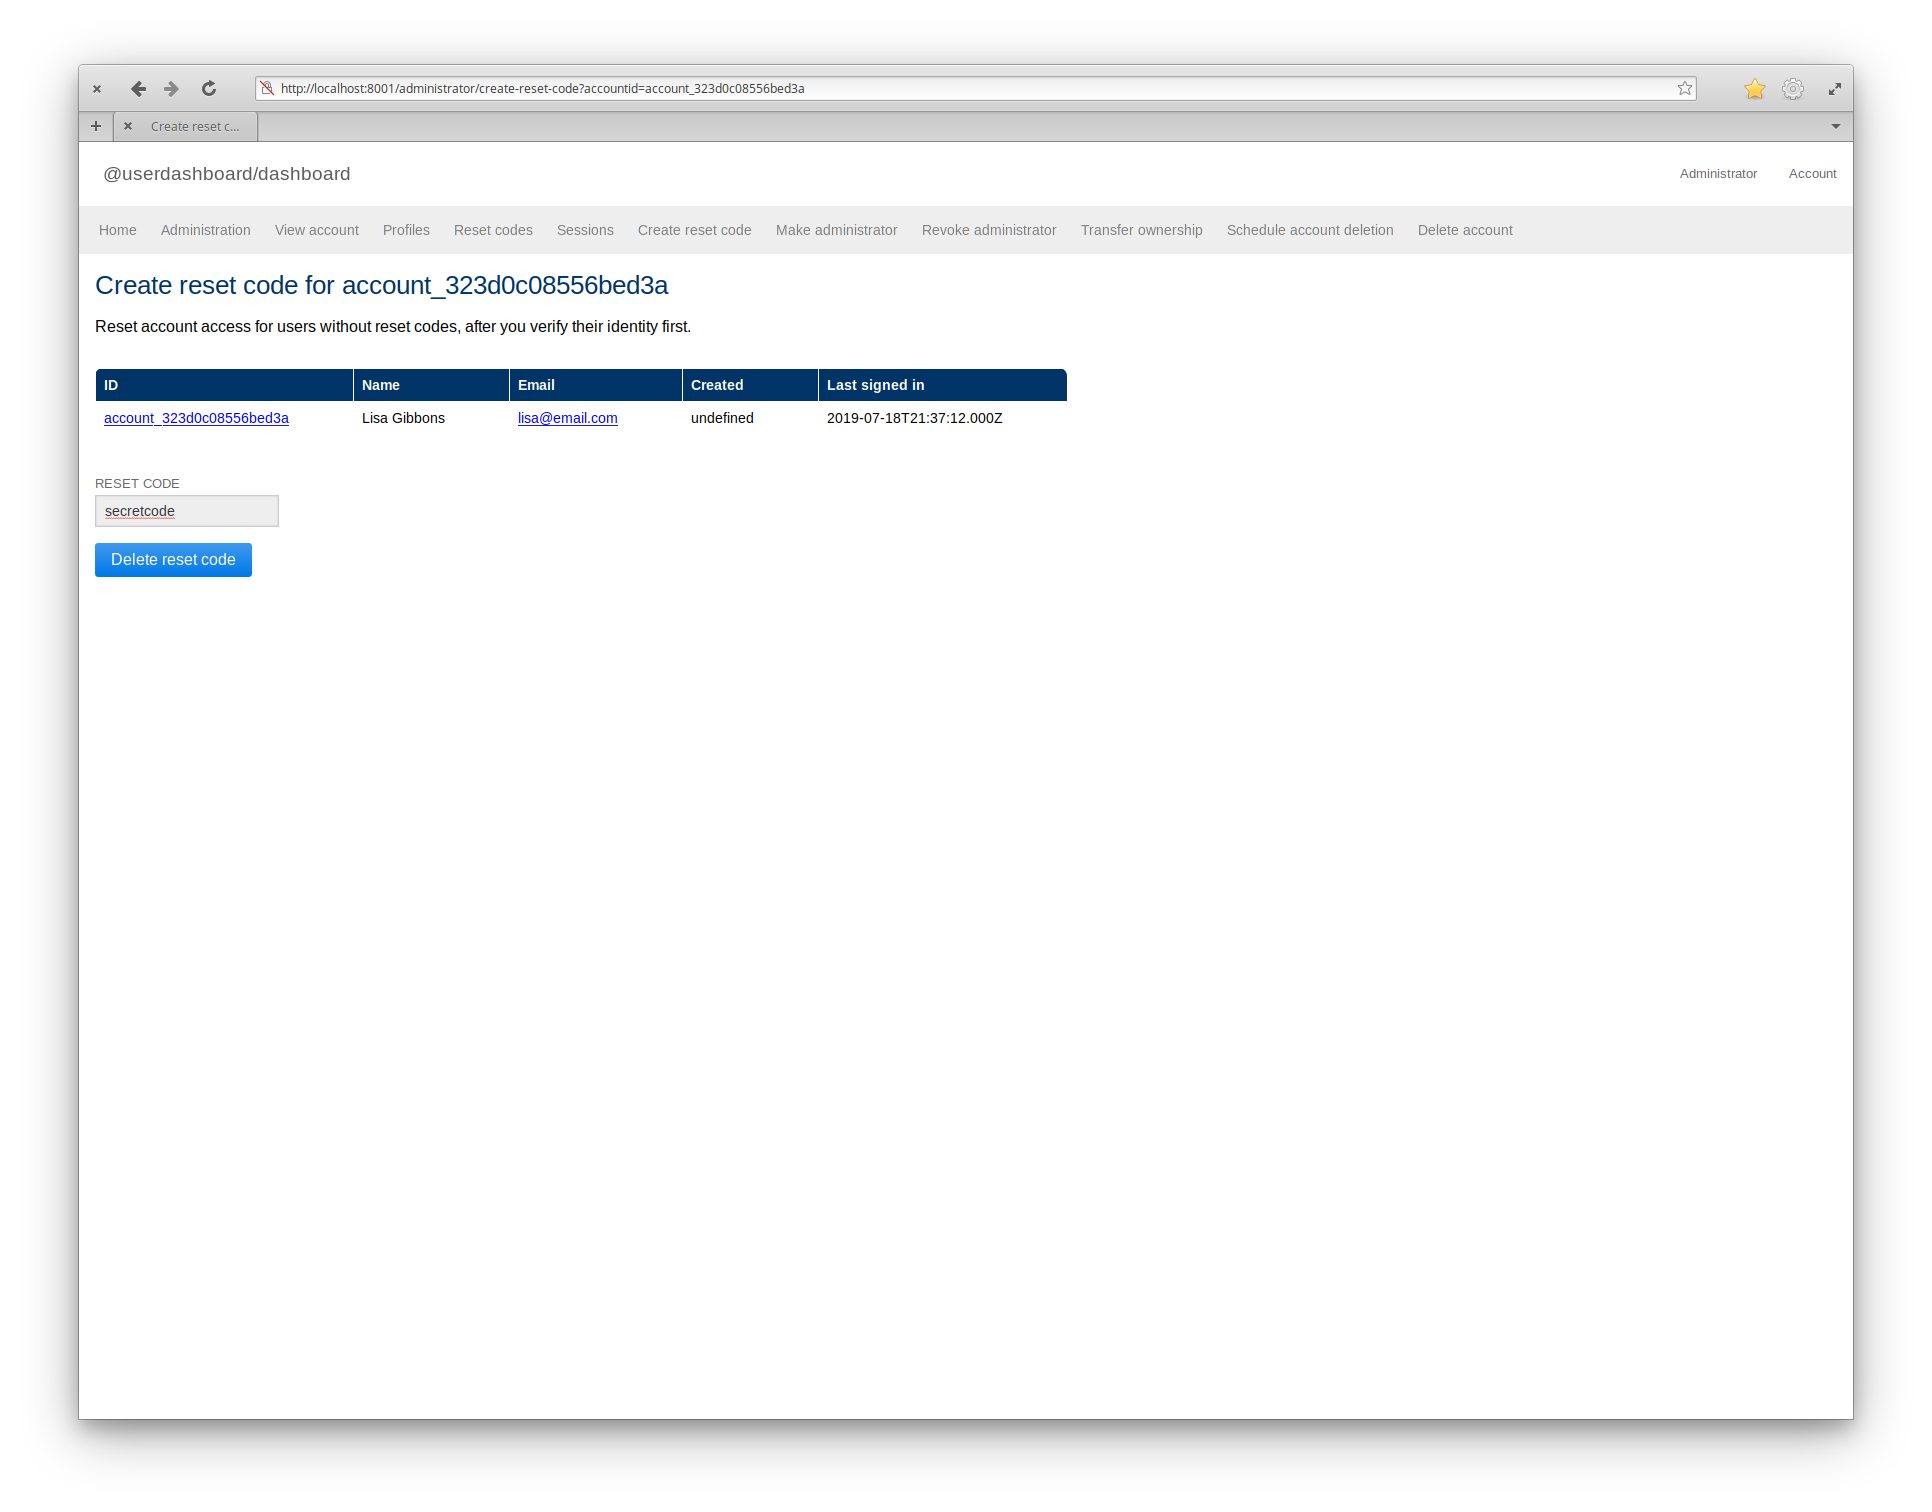 http://localhost:8001/administrator/create-reset-code?accountid=account_323d0c08556bed3a
Create reset c...
@userdashboard/dashboard
Administrator Account
Home Administration View account Profiles Reset codes Sessions Create reset code Make administrator Revoke administrator Transfer ownership Schedule account deletion Delete account
Create reset code for account_323d0c08556bed3a
Reset account access for users without reset codes, after you verify their identity first.
ID Name Email Created Last signed in
account_323d0c08556bed3a Lisa Gibbons lisa@email.com undefined 2019-07-18T21:37:12.000Z
RESET CODE
secretcode
Delete reset code